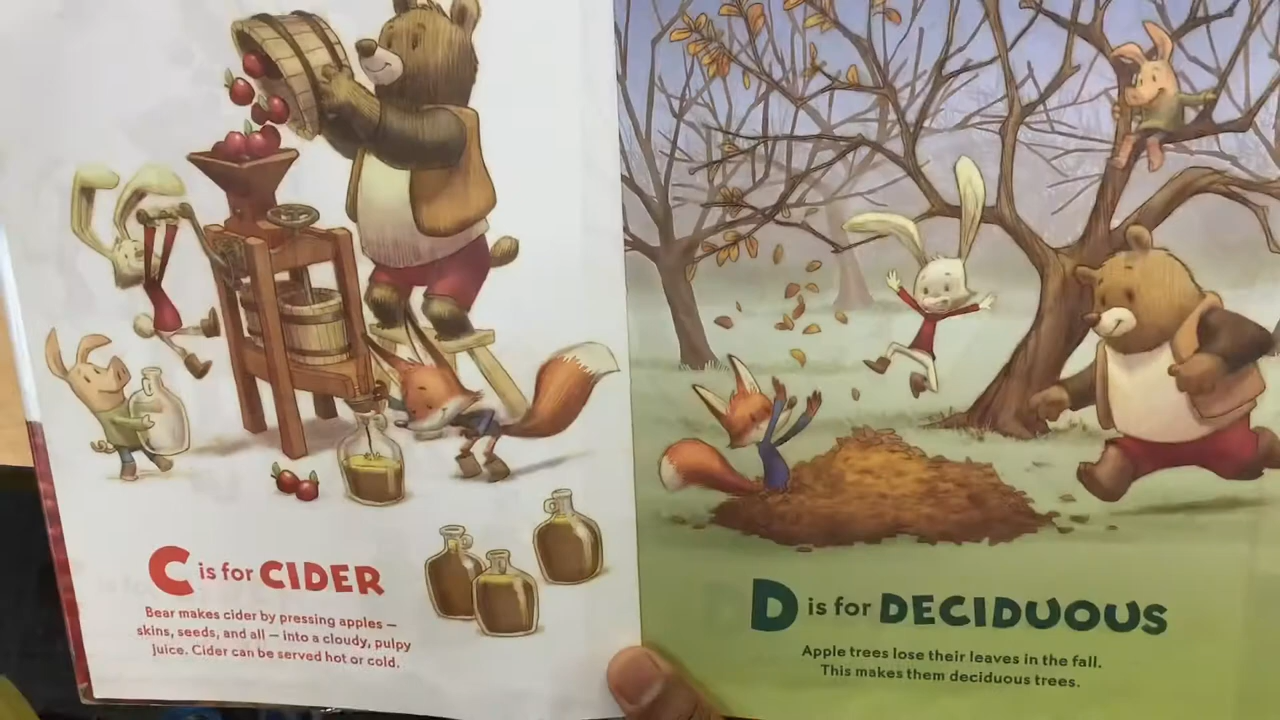 C is for CIDER
Bear makes cider by pressing apples —
skins, seeds, and all — into a cloudy, pulpy
juice. Cider can be served hot or cold.
D is for DECIDUOUS
Apple trees lose their leaves in the fall.
This makes them deciduous trees.